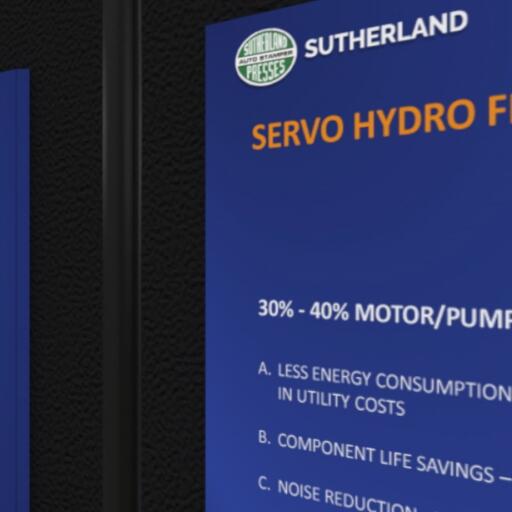 SUTHERLAND
AUTO STAMPER
PRESSES
SUTHERLAND
SERVO HYDRO
30% - 40% MOTOR/PUMP
A. LESS ENERGY CONSUMPTION
IN UTILITY COSTS
B. COMPONENT LIFE SAVINGS –
C. NOISE REDUCTION